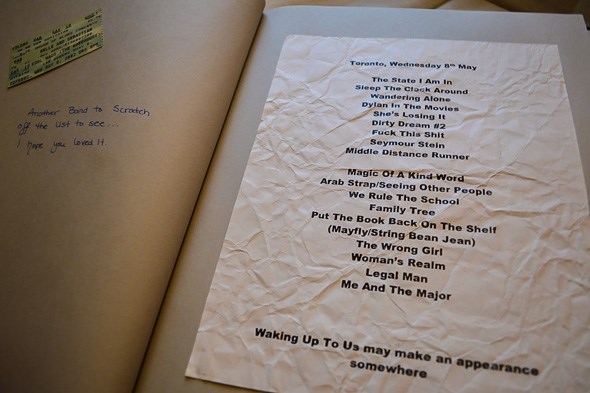 Another Band to Scratch
off the list to see...
I hope you loved it.
Toronto, Wednesday 8th May
The State I Am In
Sleep The Clock Around
Wandering Alone
Dylan In The Movies
She's Losing It
Dirty Dream #2
Fuck This Shit
Seymour Stein
Middle Distance Runner
Magic Of A Kind Word
Arab Strap/Seeing Other People
We Rule The School
Family Tree
Put The Book Back On The Shelf
(Mayfly/String Bean Jean)
The Wrong Girl
Woman's Realm
Legal Man
Me And The Major
Waking Up To Us may make an appearance
somewhere